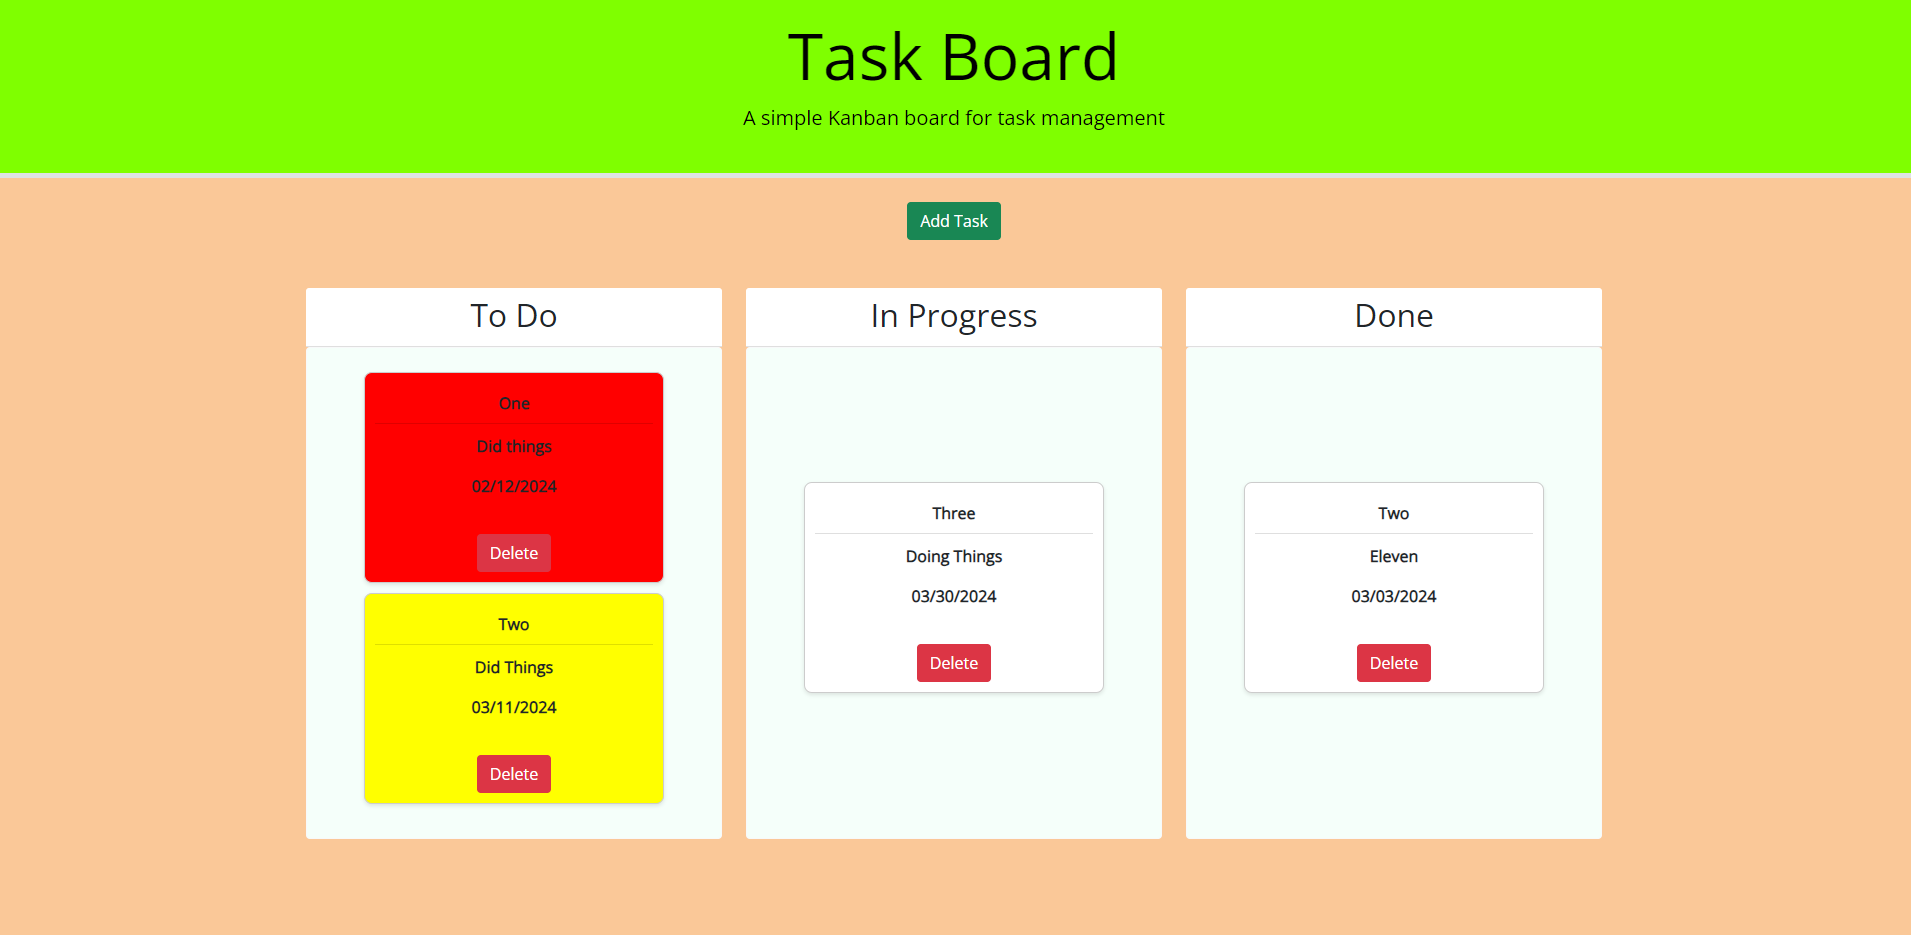 Task Board
A simple Kanban board for task management
Add Task
To Do
One
Did things
02/12/2024
Delete
Two
Did Things
03/11/2024
Delete
In Progress
Three
Doing Things
03/30/2024
Delete
Done
Two
Eleven
03/03/2024
Delete